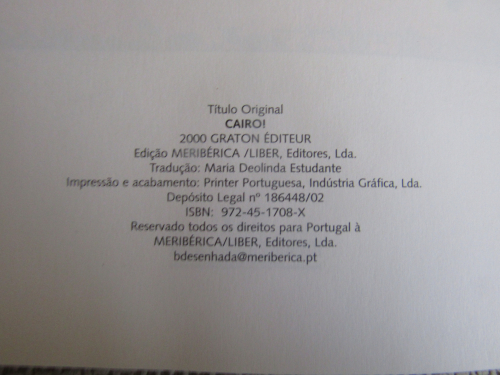 Título Original
CAIRO!
2000 GRATON ÉDITEUR
Edição MERIBÉRICA /LIBER, Editores, Lda.
Tradução: Maria Deolinda Estudante
Impressão e acabamento: Printer Portuguesa, Indústria Gráfica, Lda.
Depósito Legal nº 186448/02
ISBN: 972-45-1708-X
Reservado todos os direitos para Portugal à
MERIBÉRICA/LIBER, Editores, Lda.
bdesenhada@meriberica.pt